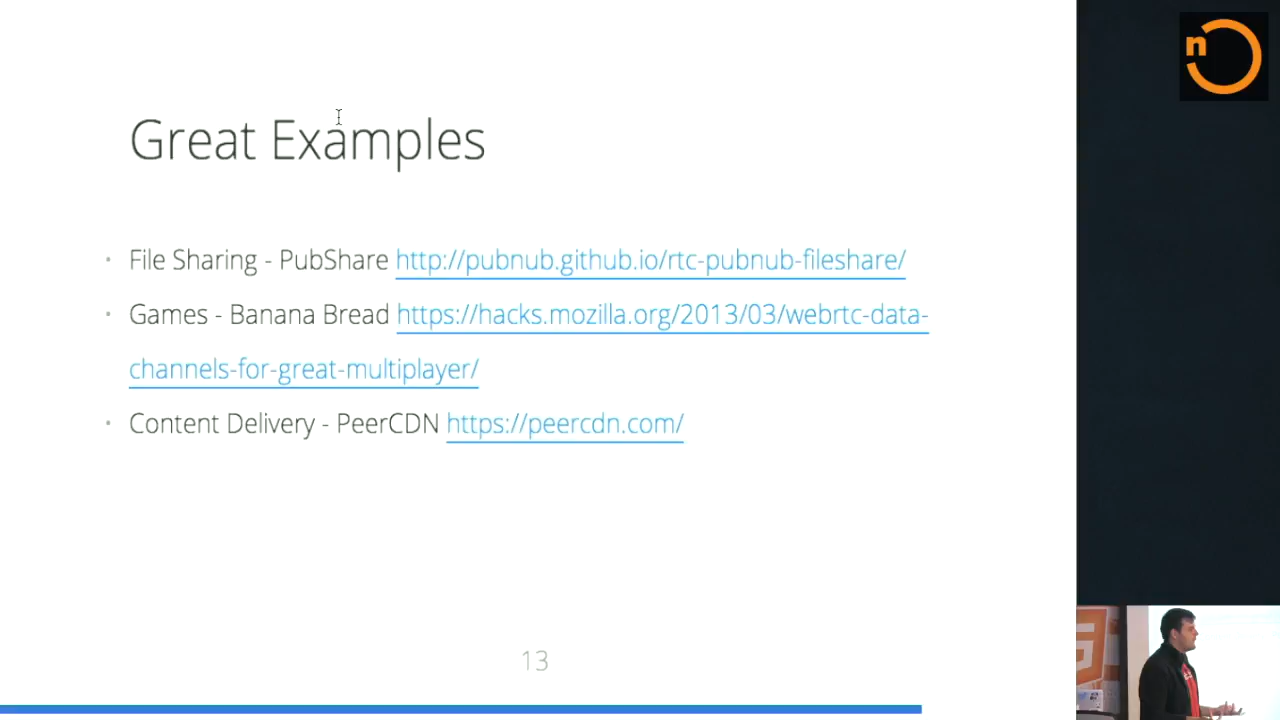 n
Great Examples
• File Sharing - PubShare http://pubnub.github.io/rtc-pubnub-fileshare/
• Games - Banana Bread https://hacks.mozilla.org/2013/03/webrtc-data-
channels-for-great-multiplayer/
• Content Delivery - PeerCDN https://peercdn.com/
13